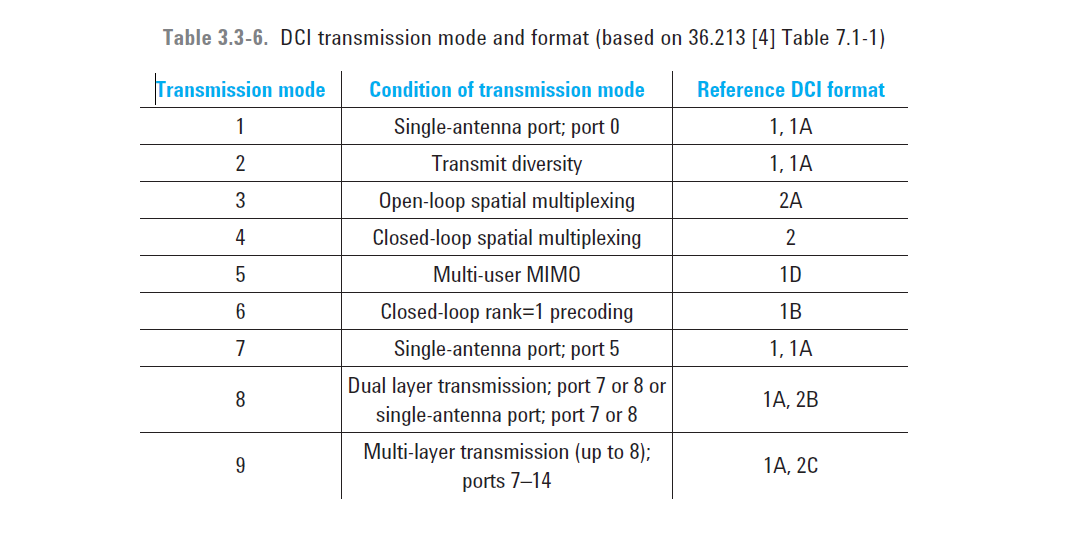 Table 3.3-6. DCI transmission mode and format (based on 36.213 [4] Table 7.1-1)
Transmission mode Condition of transmission mode Reference DCI format
1 Single-antenna port; port 0 1, 1A
2 Transmit diversity 1, 1A
3 Open-loop spatial multiplexing 2A
4 Closed-loop spatial multiplexing 2
5 Multi-user MIMO 1D
6 Closed-loop rank=1 precoding 1B
7 Single-antenna port; port 5 1, 1A
8 Dual layer transmission; port 7 or 8 or
single-antenna port; port 7 or 8 1A, 2B
9 Multi-layer transmission (up to 8);
ports 7–14 1A, 2C